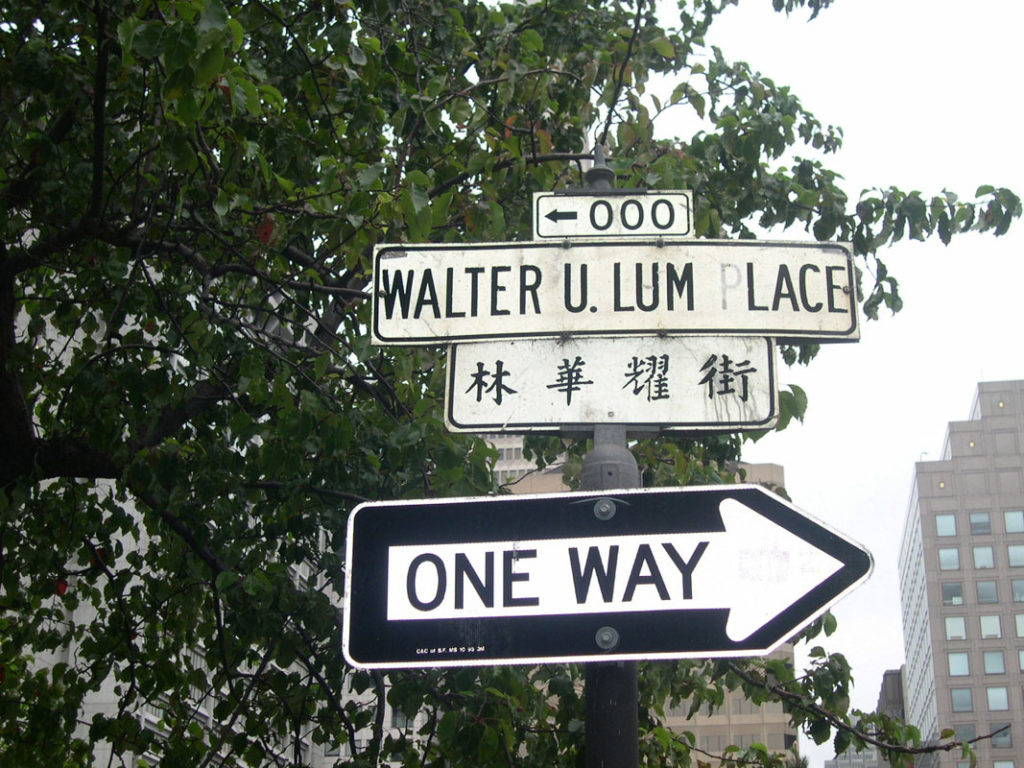 ← 000
WALTER U. LUM PLACE
林華耀街
ONE WAY